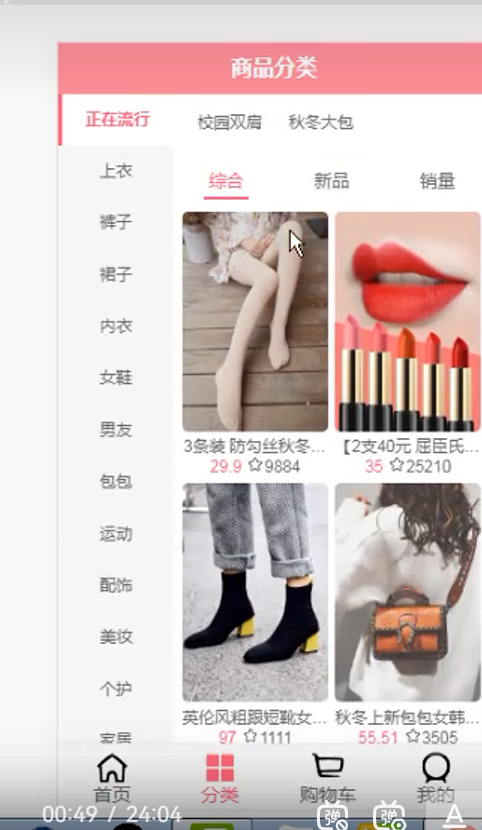 商品分类
正在流行
校园双肩 秋冬大包
上衣
综合 新品 销量
裤子
裙子
内衣
女鞋
男友
包包
运动
配饰
美妆
个护
家居
3条装 防勾丝秋冬... 【2支40元 屈臣氏...
29.9 9884 35 25210
英伦风粗跟短靴女... 秋冬上新包包女韩...
97 1111 55.51 3505
首页 分类 购物车 我的
00:49 / 24:04 弹 弹 A